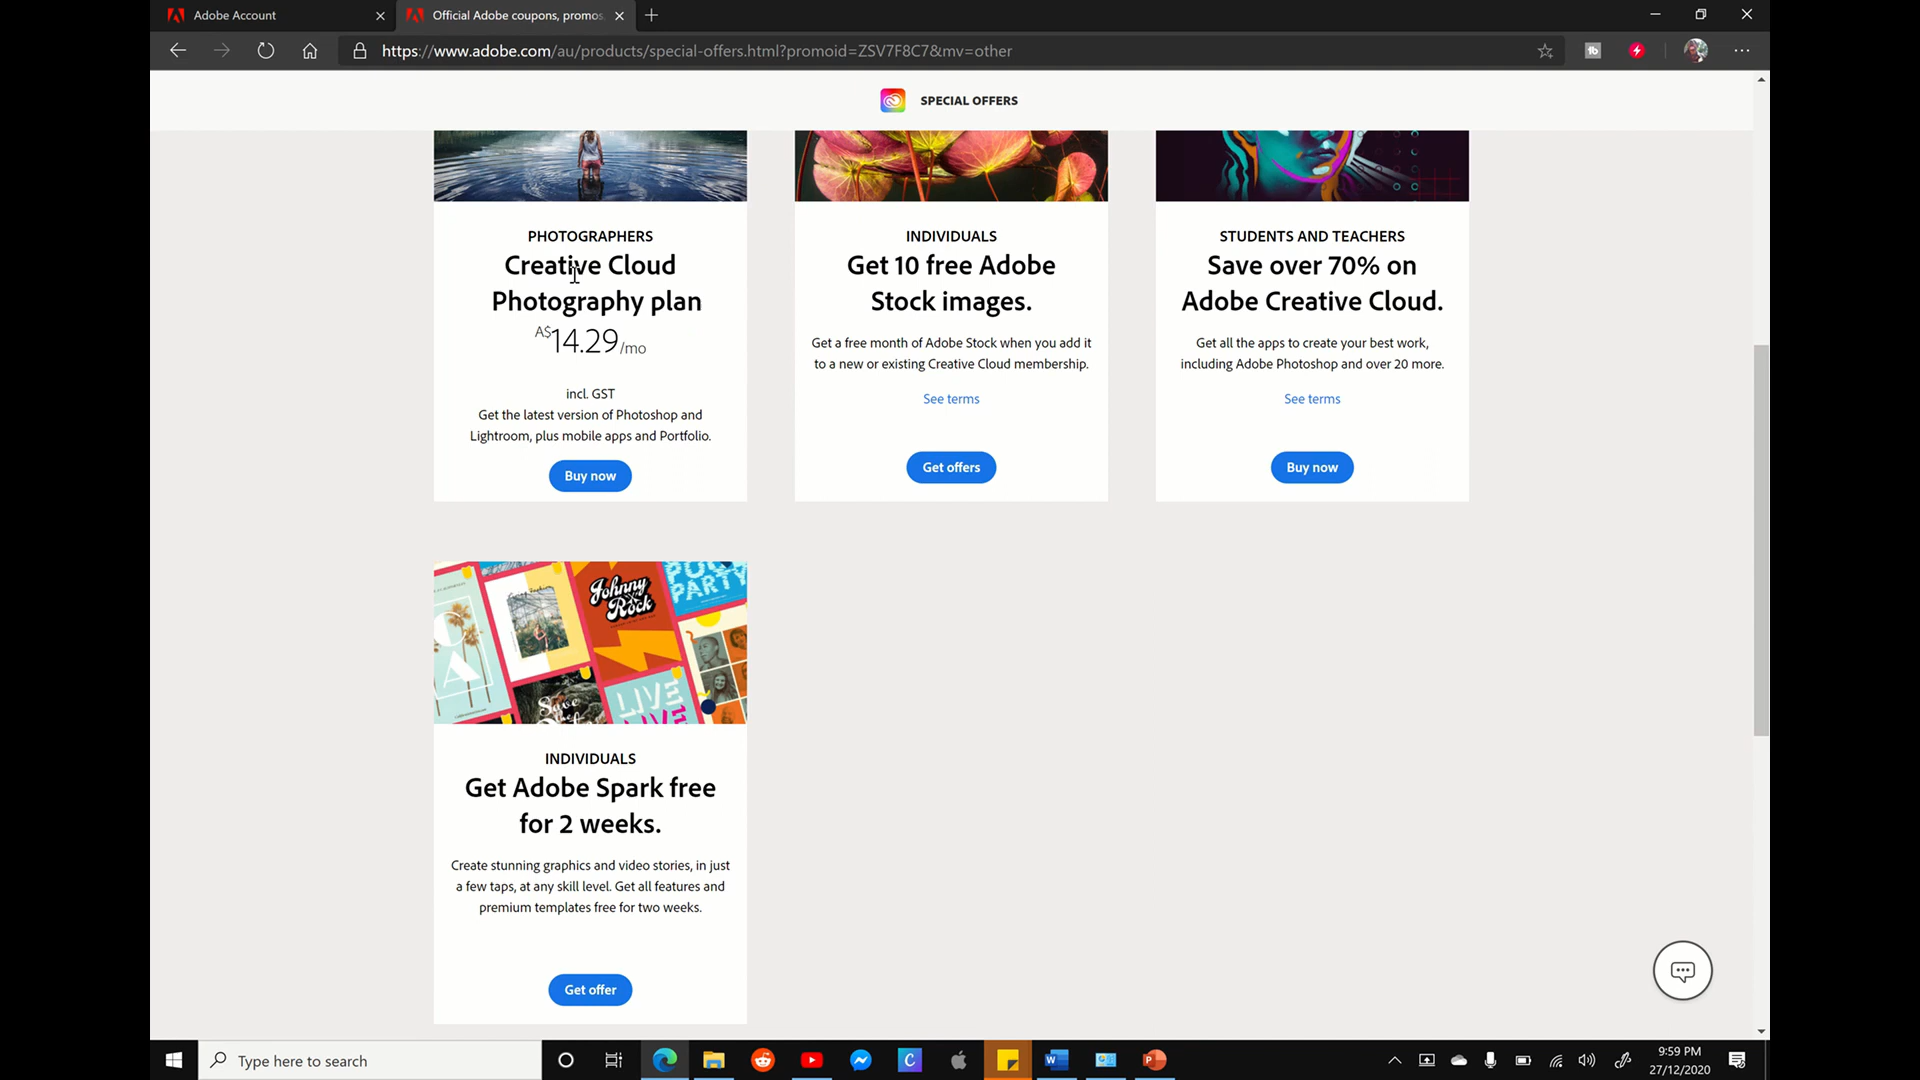 Adobe Account
Official Adobe coupons, promos,
https://www.adobe.com/au/products/special-offers.html?promoid=ZSV7F8C7&mv=other
SPECIAL OFFERS
PHOTOGRAPHERS
Creative Cloud
Photography plan
A$14.29/mo
incl. GST
Get the latest version of Photoshop and
Lightroom, plus mobile apps and Portfolio.
Buy now
INDIVIDUALS
Get 10 free Adobe
Stock images.
Get a free month of Adobe Stock when you add it
to a new or existing Creative Cloud membership.
See terms
Get offers
STUDENTS AND TEACHERS
Save over 70% on
Adobe Creative Cloud.
Get all the apps to create your best work,
including Adobe Photoshop and over 20 more.
See terms
Buy now
Johnny
Rock
PARTY
Save
LIVE
INDIVIDUALS
Get Adobe Spark free
for 2 weeks.
Create stunning graphics and video stories, in just
a few taps, at any skill level. Get all features and
premium templates free for two weeks.
Get offer
Type here to search
9:59 PM
27/12/2020